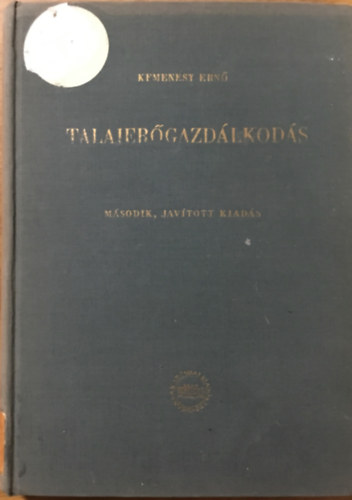 KEMENESY ERNŐ
TALAJERŐGAZDÁLKODÁS
MÁSODIK, JAVÍTOTT KIADÁS